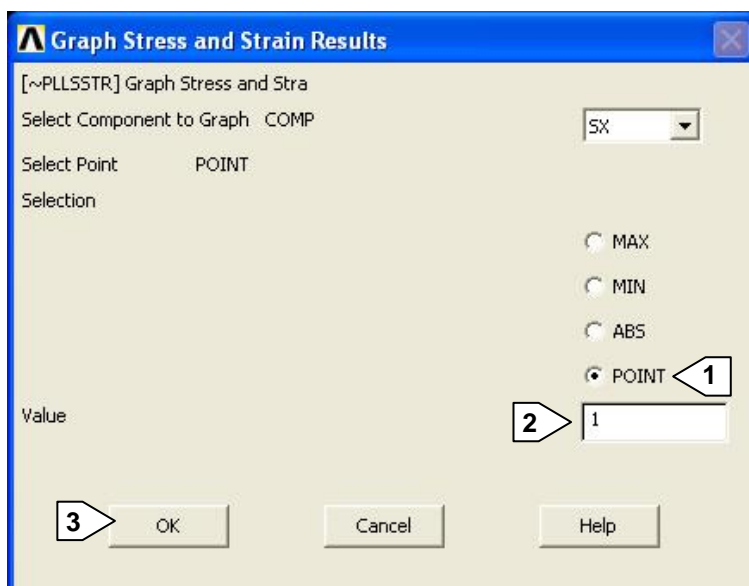 Graph Stress and Strain Results
[~PLLSSTR] Graph Stress and Stra
Select Component to Graph COMP
SX
Select Point POINT
Selection
MAX
MIN
ABS
POINT
1
Value
2
1
3
OK
Cancel
Help